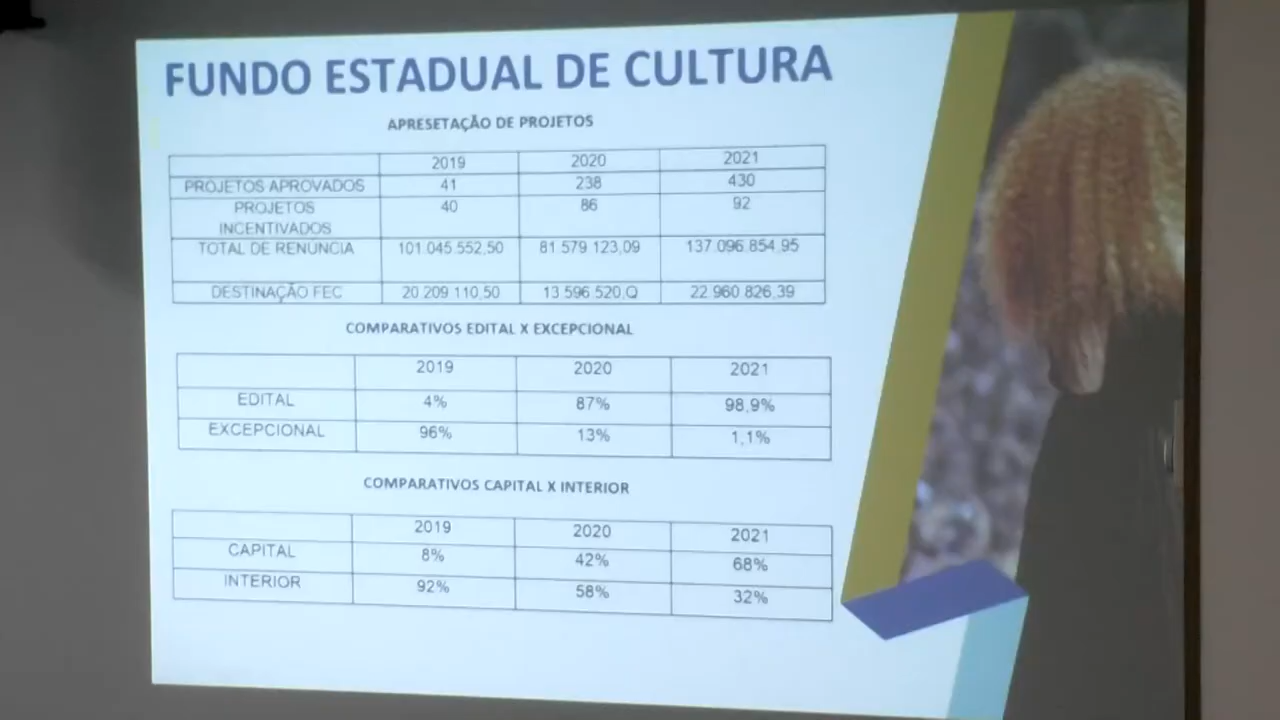 FUNDO ESTADUAL DE CULTURA
APRESETAÇÃO DE PROJETOS
2019 2020 2021
PROJETOS APROVADOS 41 238 430
PROJETOS 40 86 92
INCENTIVADOS
TOTAL DE RENÚNCIA 101.045.552,50 81 579 123,09 137 096 854,95
DESTINAÇÃO FEC 20 209 110,50 13 596 520,Q 22 960 826,39
COMPARATIVOS EDITAL X EXCEPCIONAL
2019 2020 2021
EDITAL 4% 87% 98,9%
EXCEPCIONAL 96% 13% 1,1%
COMPARATIVOS CAPITAL X INTERIOR
2019 2020 2021
CAPITAL 8% 42% 68%
INTERIOR 92% 58% 32%